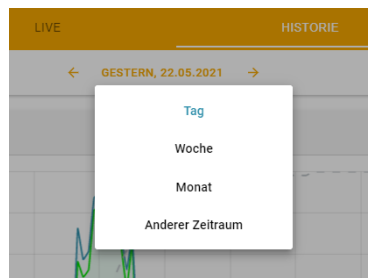 LIVE HISTORIE
GESTERN, 22.05.2021
Tag
Woche
Monat
Anderer Zeitraum